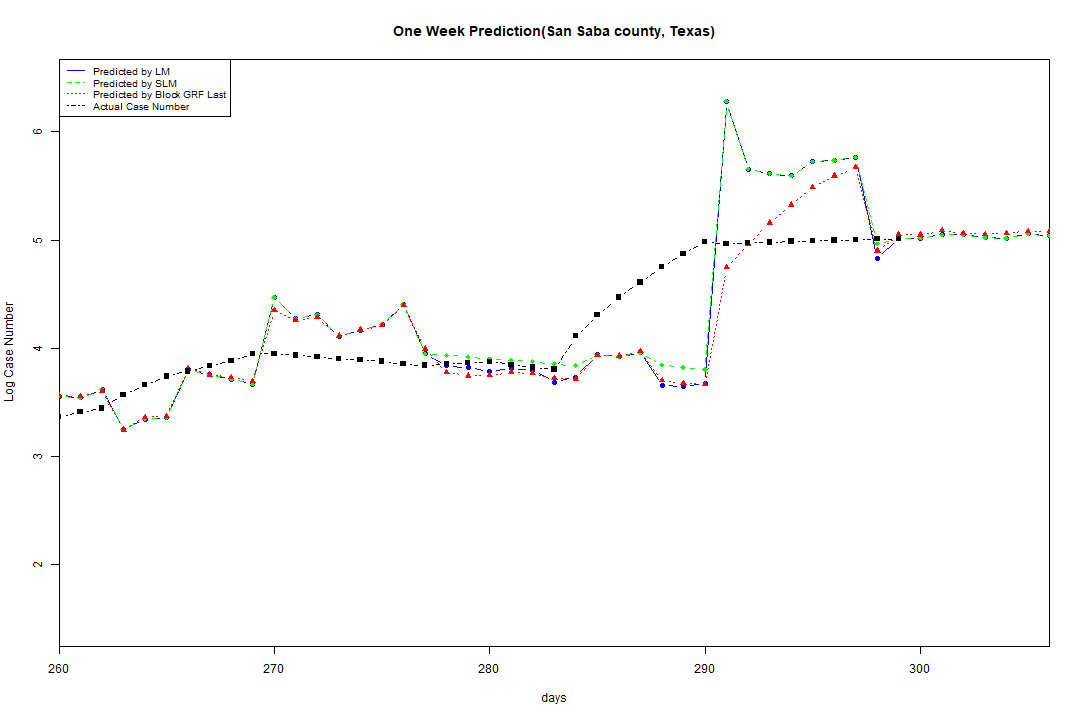 One Week Prediction(San Saba county, Texas)
Predicted by LM
Predicted by SLM
Predicted by Block GRF Last
Actual Case Number
Log Case Number
6
5
4
3
2
260 270 280 290 300
days